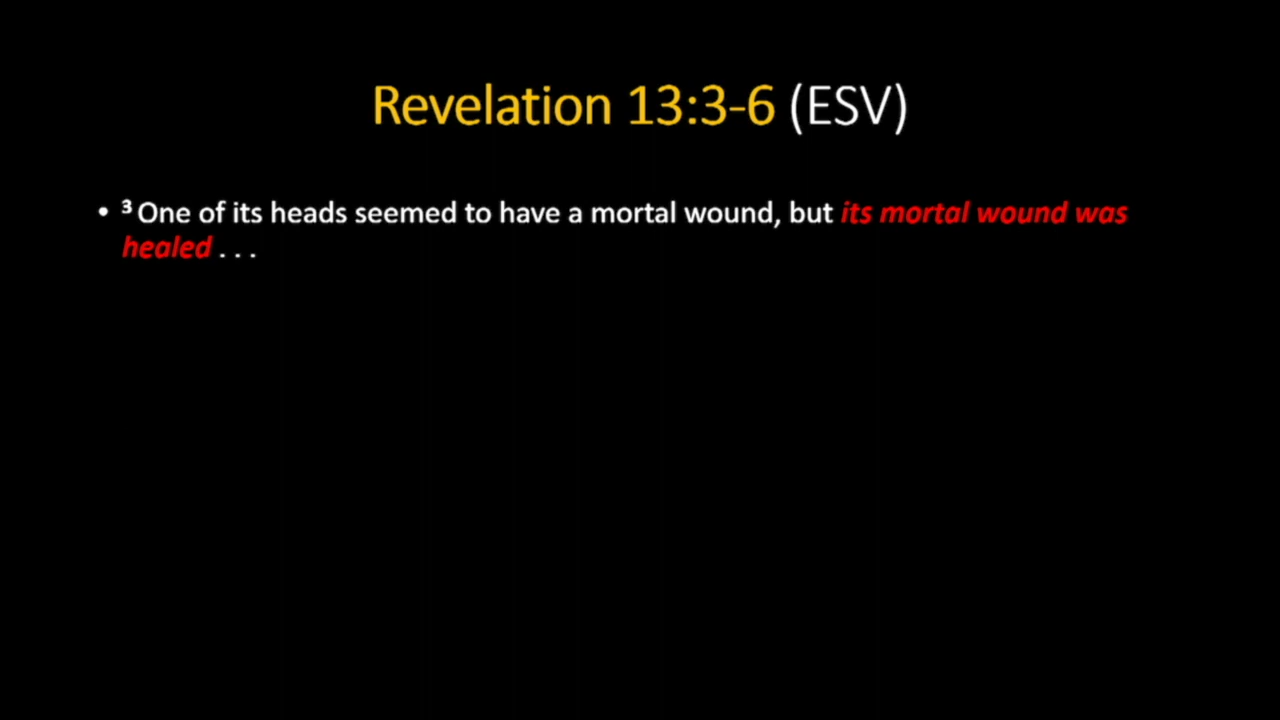 Revelation 13:3-6 (ESV)
• ³ One of its heads seemed to have a mortal wound, but its mortal wound was
healed . . .